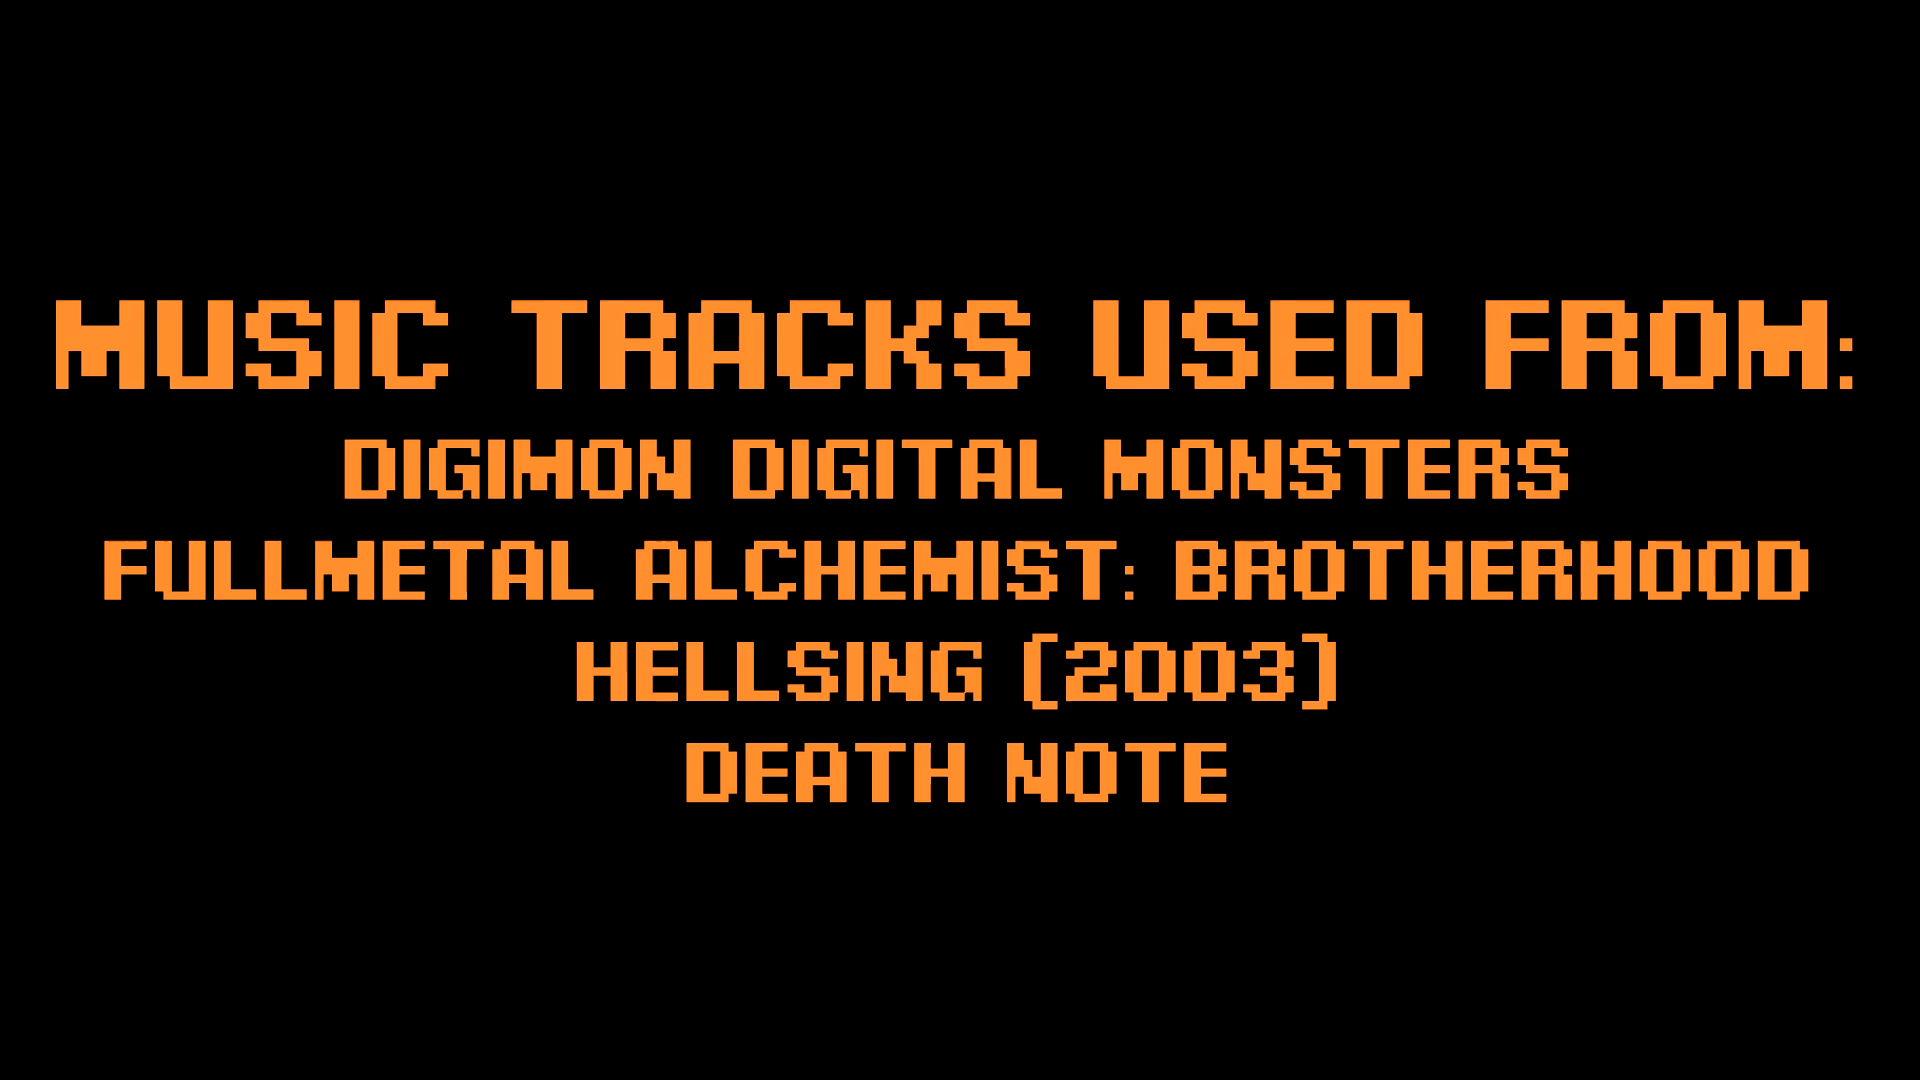 MUSIC TRACKS USED FROM:
DIGIMON DIGITAL MONSTERS
FULLMETAL ALCHEMIST: BROTHERHOOD
HELLSING (2003)
DEATH NOTE